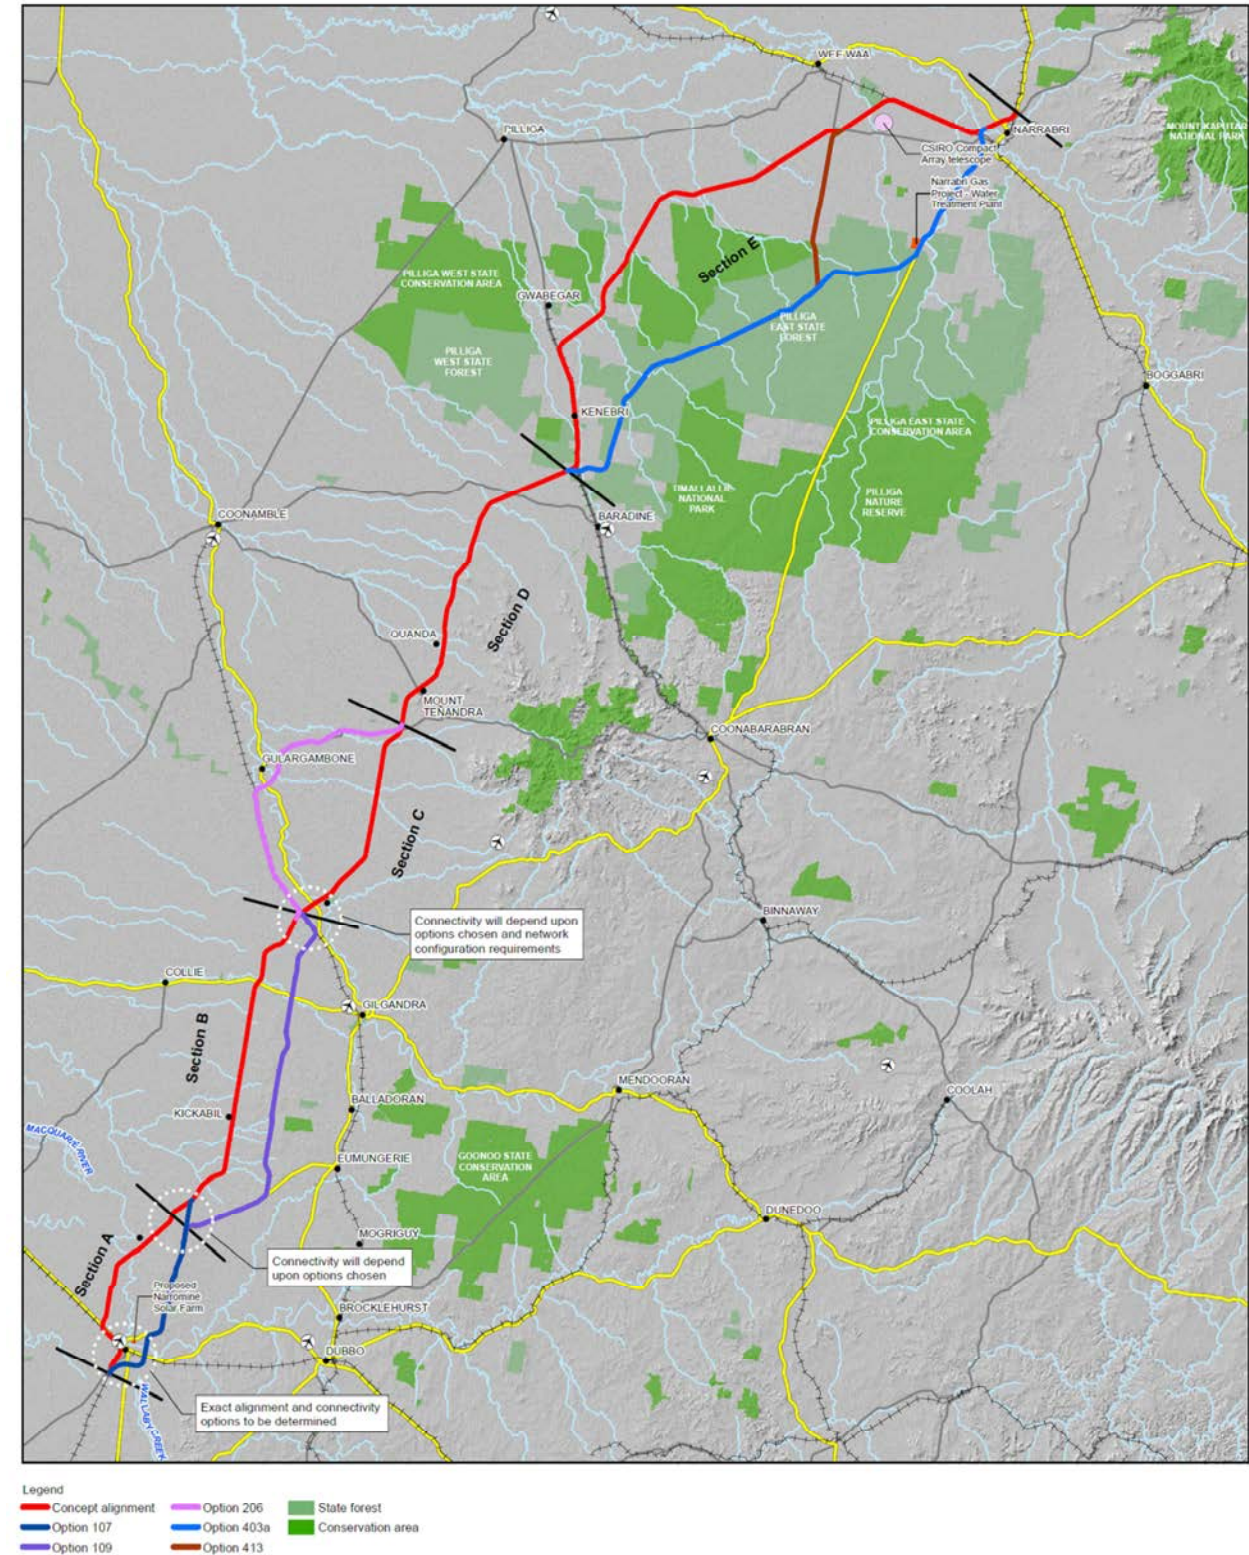 WEE WAA
PILLIGA
NARRABRI
MOUNT KAPUTAR
NATIONAL PARK
CSIRO Compact
Array telescope
Narrabri Gas
Project - Water
Treatment Plant
Section E
PILLIGA WEST STATE
CONSERVATION AREA
GWABEGAR
PILLIGA
EAST STATE
FOREST
PILLIGA
WEST STATE
FOREST
BOGGABRI
KENEBRI
PILLIGA EAST STATE
CONSERVATION AREA
TIMALLALLIE
NATIONAL
PARK
PILLIGA
NATURE
RESERVE
COONAMBLE
BARADINE
Section D
QUANDA
MOUNT
TENANDRA
COONABARABRAN
GULARGAMBONE
Section C
Connectivity will depend upon
options chosen and network
configuration requirements
BINNAWAY
COLLIE
GILGANDRA
Section B
MENDOORAN
COOLAH
KICKABIL
BALLADORAN
MACQUARIE RIVER
EUMUNGERIE
GOONOO STATE
CONSERVATION
AREA
DUNEDOO
MOGRIGUY
Section A
Connectivity will depend
upon options chosen
Proposed
Narromine
Solar Farm
BROCKLEHURST
DUBBO
WALLABY CREEK
Exact alignment and connectivity
options to be determined
Legend
Concept alignment
Option 107
Option 109
Option 206
Option 403a
Option 413
State forest
Conservation area